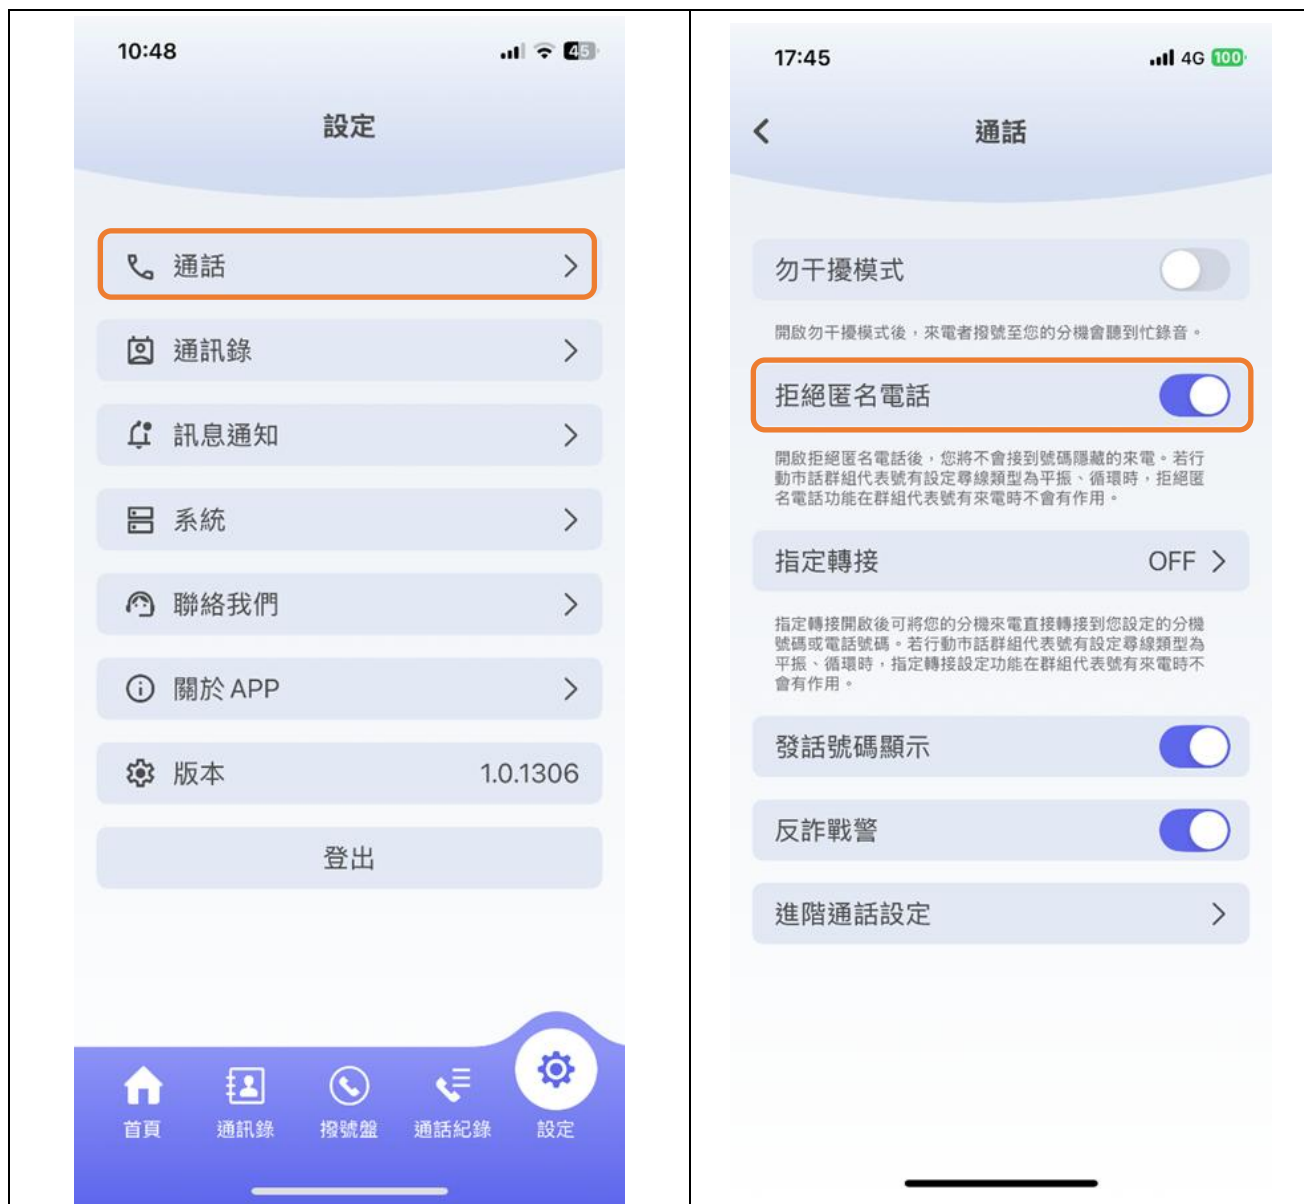 10:48
45
設定
通話
通訊錄
訊息通知
系統
聯絡我們
關於 APP
版本 1.0.1306
登出
首頁 通訊錄 撥號盤 通話紀錄 設定
17:45
4G 100
通話
勿干擾模式
開啟勿干擾模式後，來電者撥號至您的分機會聽到忙錄音。
拒絕匿名電話
開啟拒絕匿名電話後，您將不會接到號碼隱藏的來電。若行
動市話群組代表號有設定尋線類型為平振、循環時，拒絕匿
名電話功能在群組代表號有來電時不會有作用。
指定轉接 OFF
指定轉接開啟後可將您的分機來電直接轉接到您設定的分機
號碼或電話號碼。若行動市話群組代表號有設定尋線類型為
平振、循環時，指定轉接設定功能在群組代表號有來電時不
會有作用。
發話號碼顯示
反詐戰警
進階通話設定